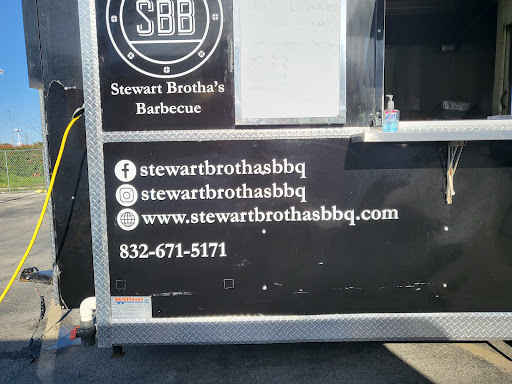 SBB
Stewart Brotha's
Barbecue
stewartbrothasbbq
stewartbrothasbbq
www.stewartbrothasbbq.com
832-671-5171